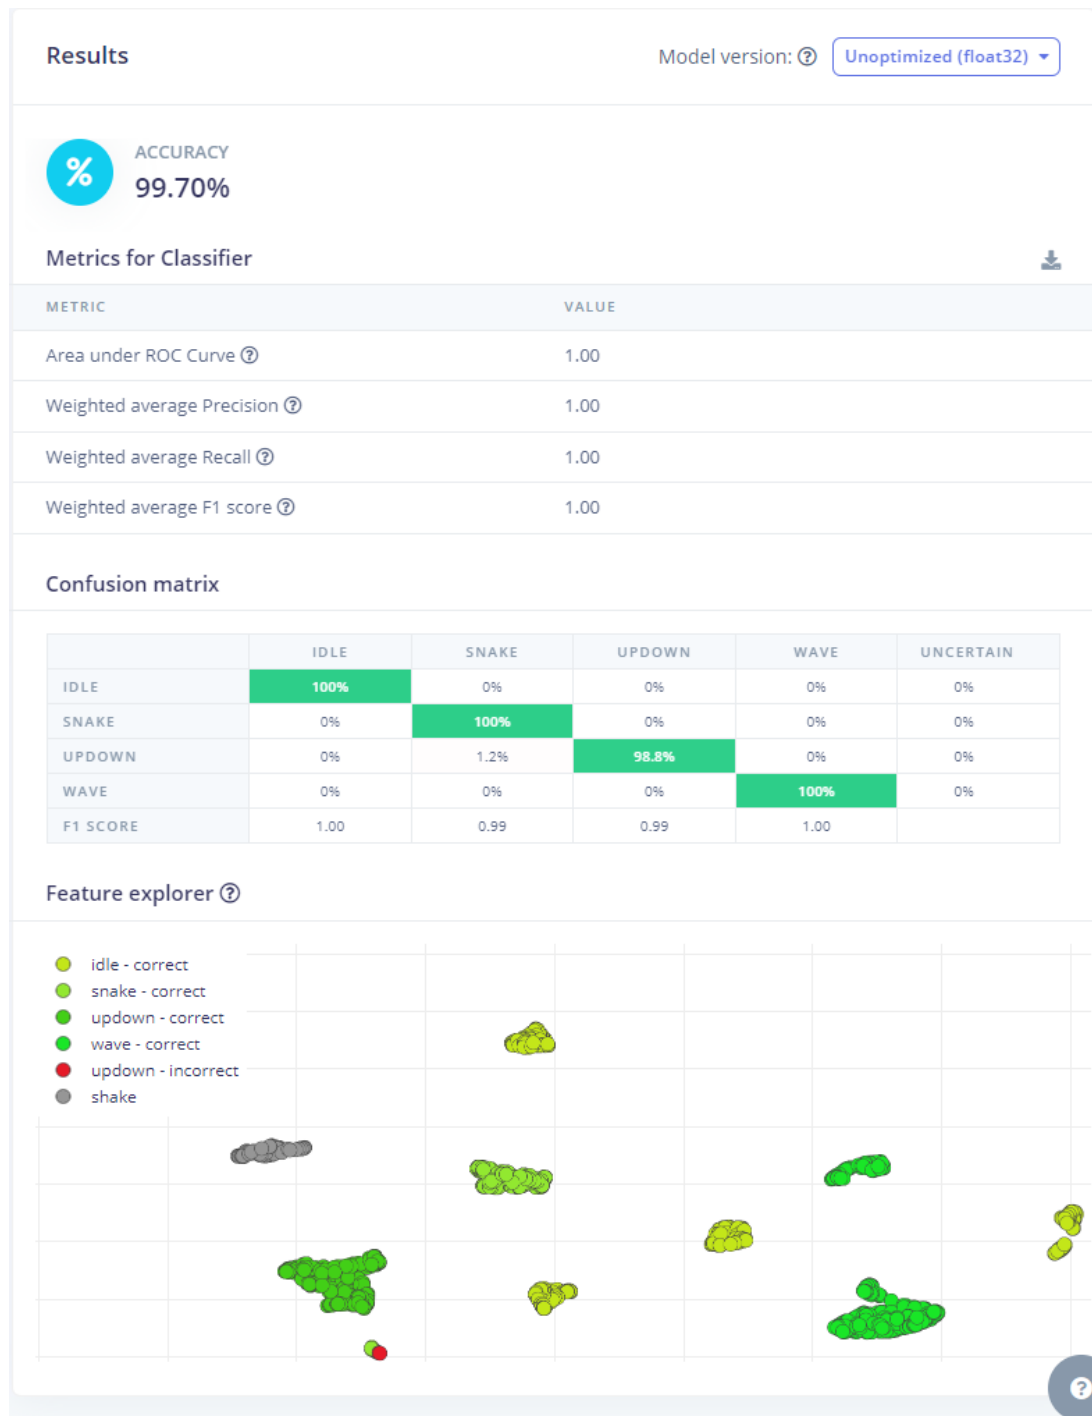 Results
Model version: ? Unoptimized (float32)
%
ACCURACY
99.70%
Metrics for Classifier
METRIC VALUE
Area under ROC Curve ? 1.00
Weighted average Precision ? 1.00
Weighted average Recall ? 1.00
Weighted average F1 score ? 1.00
Confusion matrix
IDLE SNAKE UPDOWN WAVE UNCERTAIN
IDLE 100% 0% 0% 0% 0%
SNAKE 0% 100% 0% 0% 0%
UPDOWN 0% 1.2% 98.8% 0% 0%
WAVE 0% 0% 0% 100% 0%
F1 SCORE 1.00 0.99 0.99 1.00
Feature explorer ?
idle - correct
snake - correct
updown - correct
wave - correct
updown - incorrect
shake
?